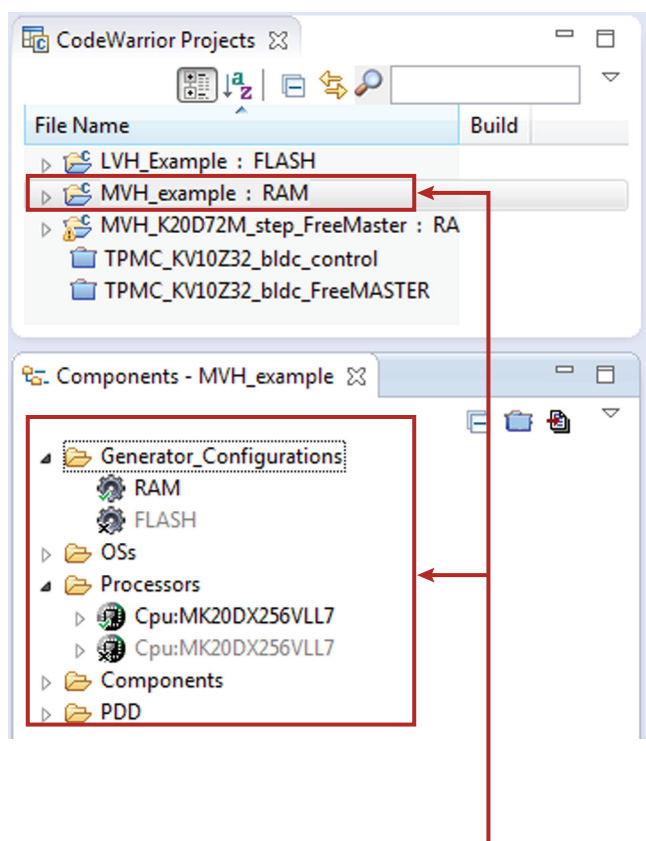 CodeWarrior Projects
File Name Build
LVH_Example : FLASH
MVH_example : RAM
MVH_K20D72M_step_FreeMaster : RA
TPMC_KV10Z32_bldc_control
TPMC_KV10Z32_bldc_FreeMASTER
Components - MVH_example
Generator_Configurations
RAM
FLASH
OSs
Processors
Cpu:MK20DX256VLL7
Cpu:MK20DX256VLL7
Components
PDD